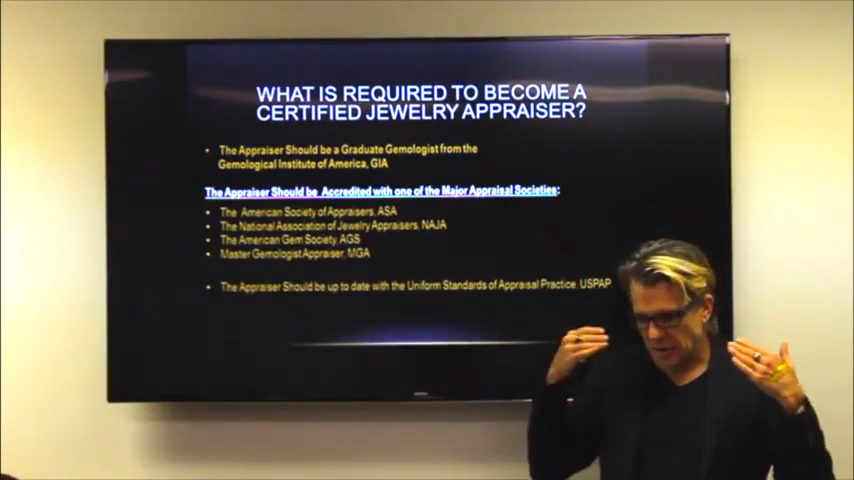 WHAT IS REQUIRED TO BECOME A
CERTIFIED JEWELRY APPRAISER?
• The Appraiser Should be a Graduate Gemologist from the
Gemological Institute of America, GIA
The Appraiser Should be Accredited with one of the Major Appraisal Societies:
• The American Society of Appraisers, ASA
• The National Association of Jewelry Appraisers, NAJA
• The American Gem Society, AGS
• Master Gemologist Appraiser, MGA
• The Appraiser Should be up to date with the Uniform Standards of Appraisal Practice, USPAP